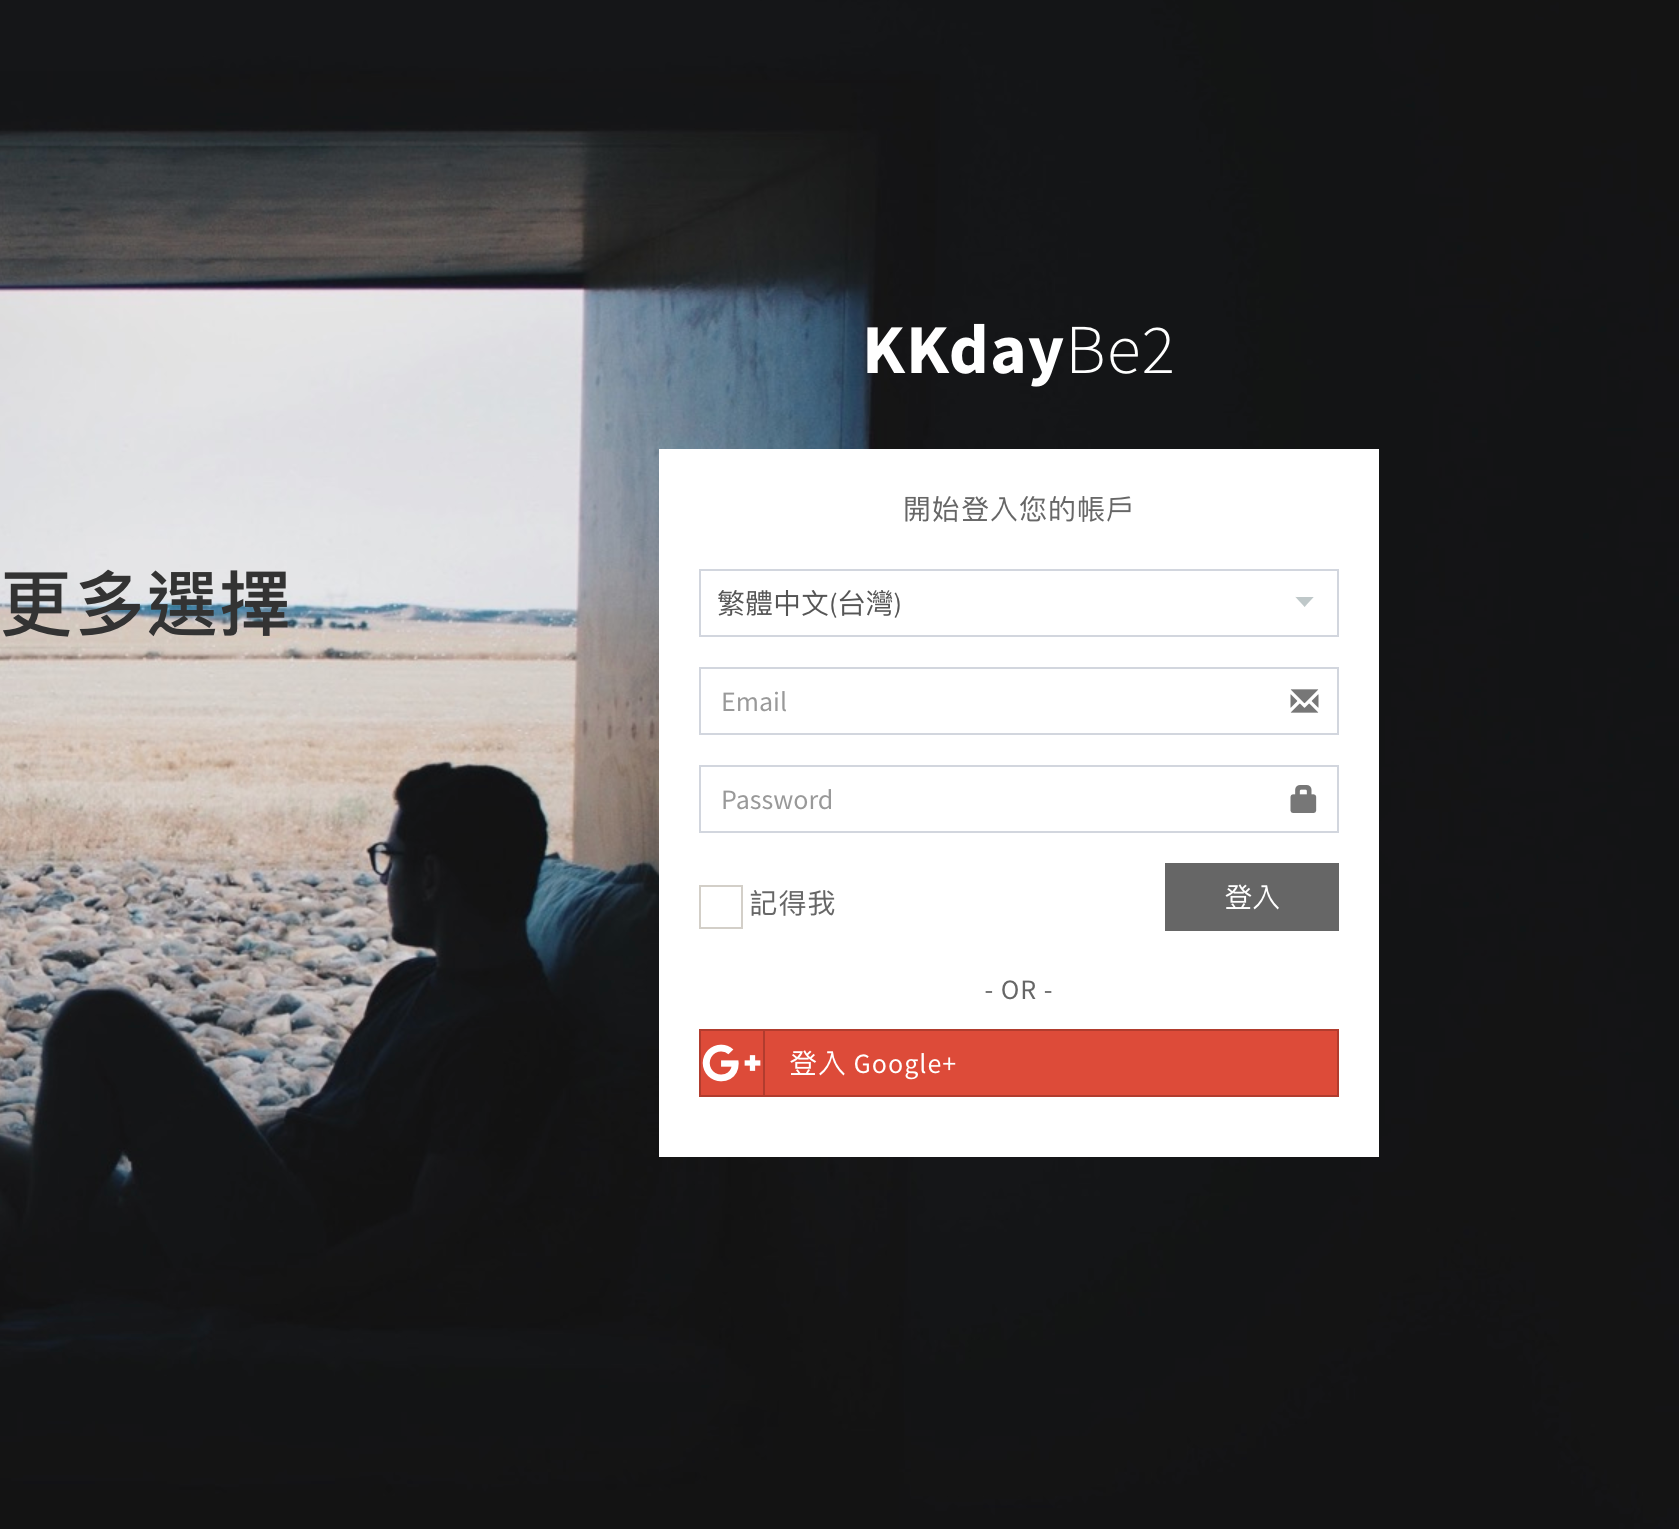 KKdayBe2
開始登入您的帳戶
更多選擇
繁體中文(台灣)
Email
Password
記得我
登入
- OR -
G+ 登入 Google+